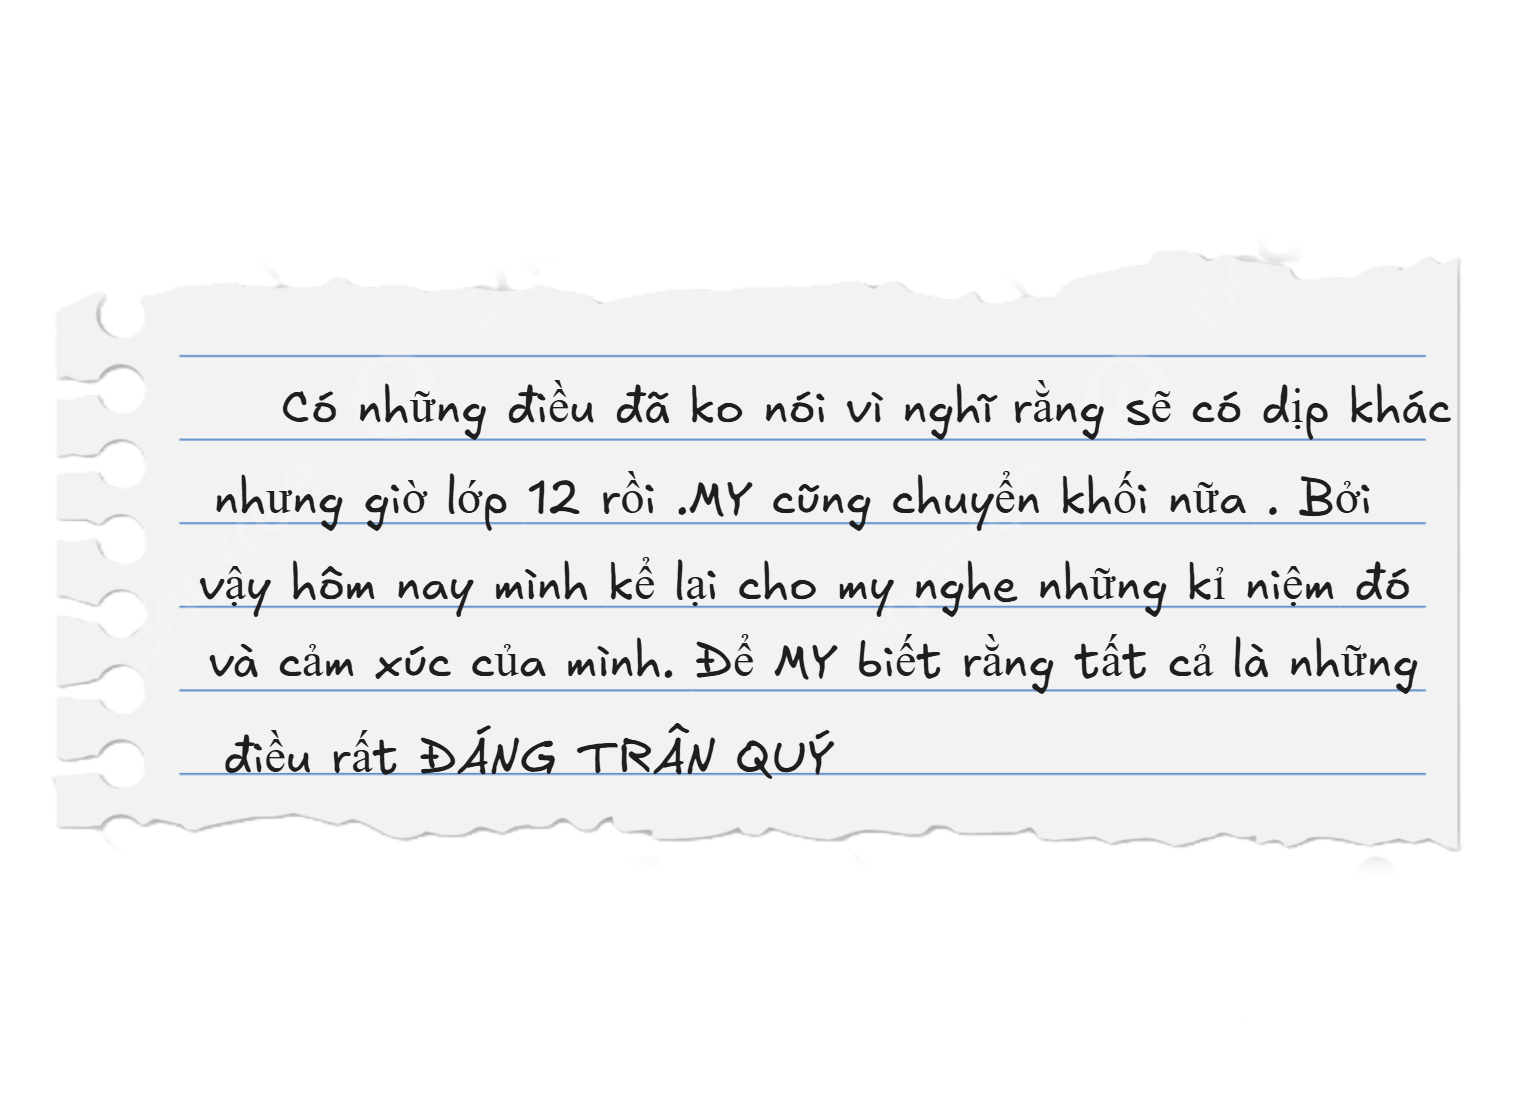 Có những điều đã ko nói vì nghĩ rằng sẽ có dịp khác
nhưng giờ lớp 12 rồi .MY cũng chuyển khối nữa . Bởi
vậy hôm nay mình kể lại cho my nghe những kỉ niệm đó
và cảm xúc của mình. Để MY biết rằng tất cả là những
điều rất ĐÁNG TRÂN QUÝ